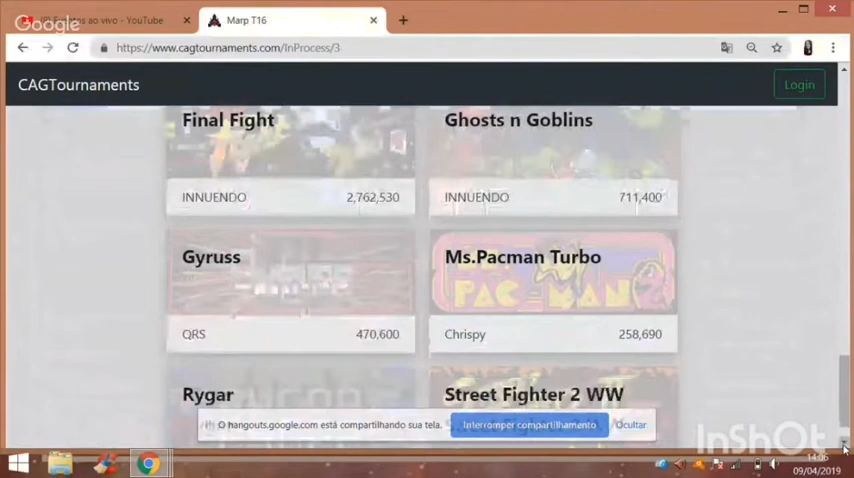 Google
ao vivo - YouTube
Marp T16
https://www.cagtournaments.com/InProcess/3
CAGTournaments
Login
Final Fight
Ghosts n Goblins
INNUENDO
2,762,530
INNUENDO
711,400
Gyruss
Ms.Pacman Turbo
PAC-MAN
QRS
470,600
Chrispy
258,690
Rygar
Street Fighter 2 WW
O hangouts.google.com está compartilhando sua tela.
Interromper compartilhamento
Ocultar
InShOt
14:06
09/04/2019